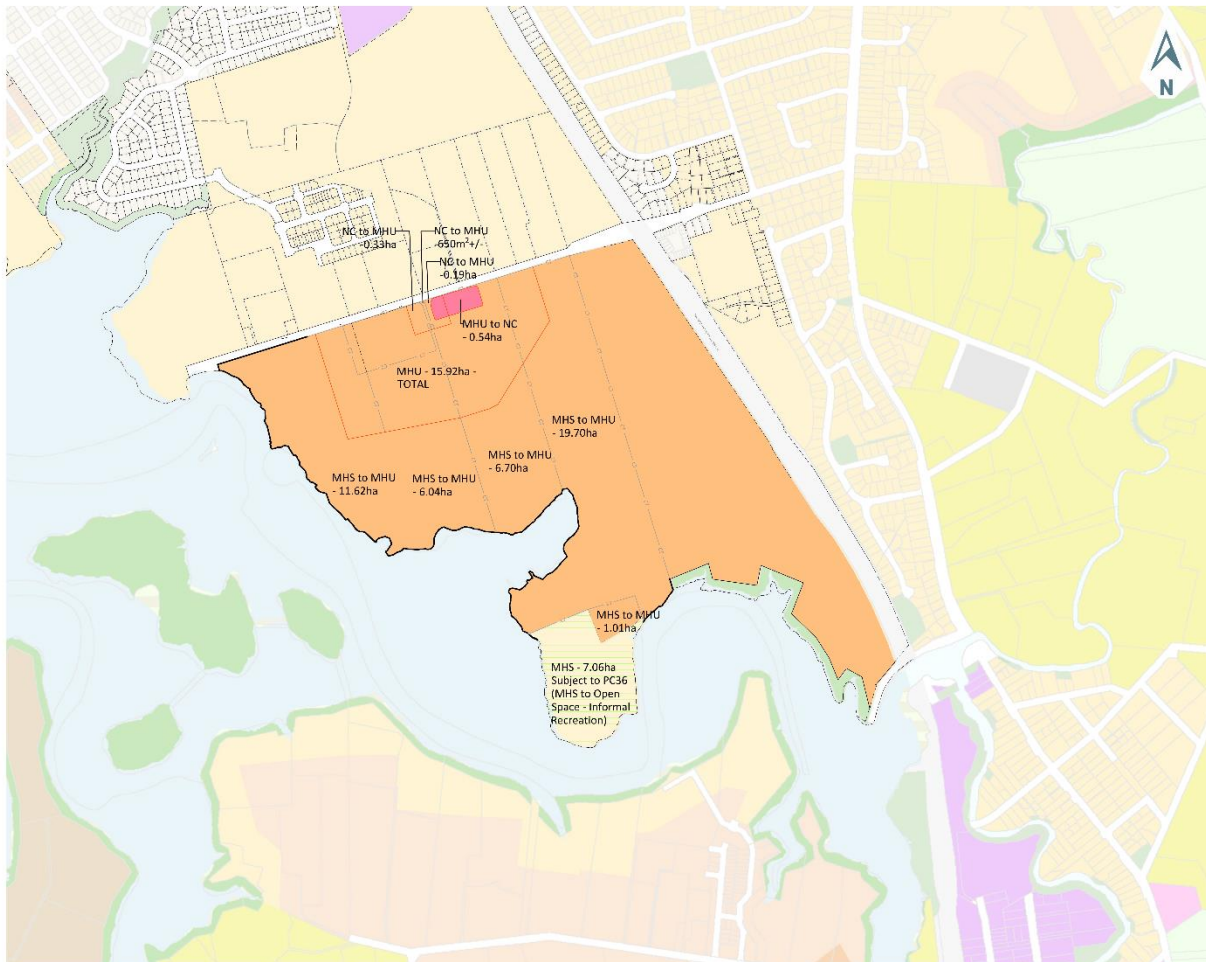 N
NC to MHU
-0.33ha
NC to MHU
-650m²+/-
NC to MHU
-0.19ha
MHU to NC
- 0.54ha
MHU - 15.92ha -
TOTAL
MHS to MHU
- 19.70ha
MHS to MHU
- 6.70ha
MHS to MHU
- 11.62ha
MHS to MHU
- 6.04ha
MHS to MHU
- 1.01ha
MHS - 7.06ha
Subject to PC36
(MHS to Open
Space - Informal
Recreation)